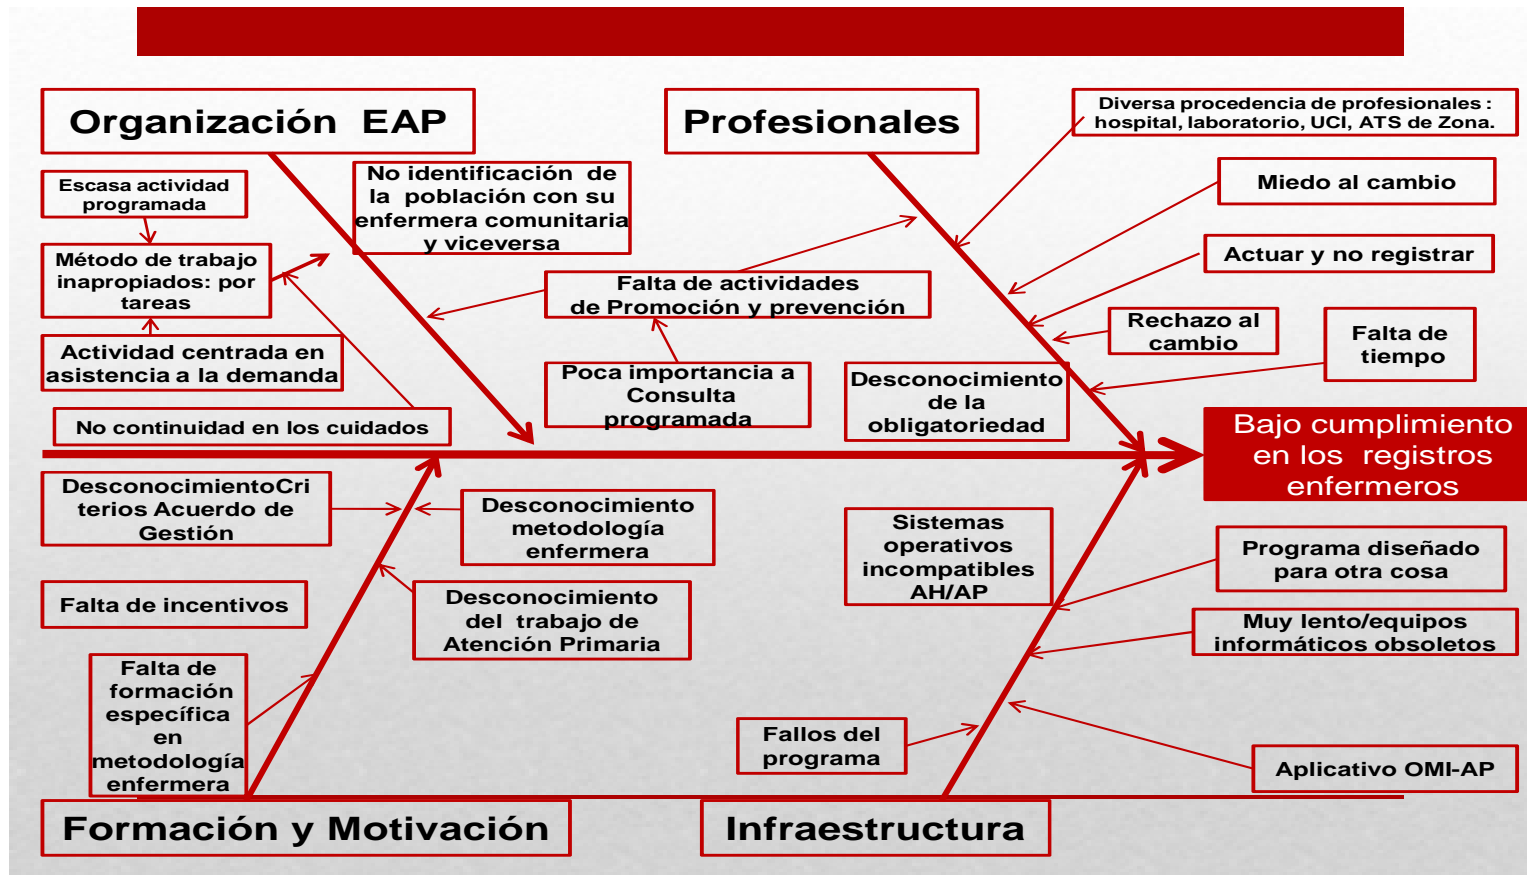 Organización  EAP
Profesionales
Diversa procedencia de profesionales :
hospital, laboratorio, UCI, ATS de Zona.
Escasa actividad
programada
No identificación  de
la  población con su
enfermera comunitaria
y viceversa
Miedo al cambio
Método de trabajo
inapropiados: por
tareas
Actuar y no registrar
Falta de actividades
de Promoción y prevención
Rechazo al
cambio
Falta de
tiempo
Actividad centrada en
asistencia a la demanda
Poca importancia a
Consulta
programada
Desconocimiento
de la
obligatoriedad
No continuidad en los cuidados
Bajo cumplimiento
en los  registros
enfermeros
DesconocimientoCri
terios Acuerdo de
Gestión
Desconocimiento
metodología
enfermera
Sistemas
operativos
incompatibles
AH/AP
Programa diseñado
para otra cosa
Falta de incentivos
Desconocimiento
del  trabajo de
Atención Primaria
Muy lento/equipos
informáticos obsoletos
Falta de
formación
específica
en
metodología
enfermera
Fallos del
programa
Aplicativo OMI-AP
Formación y Motivación
Infraestructura